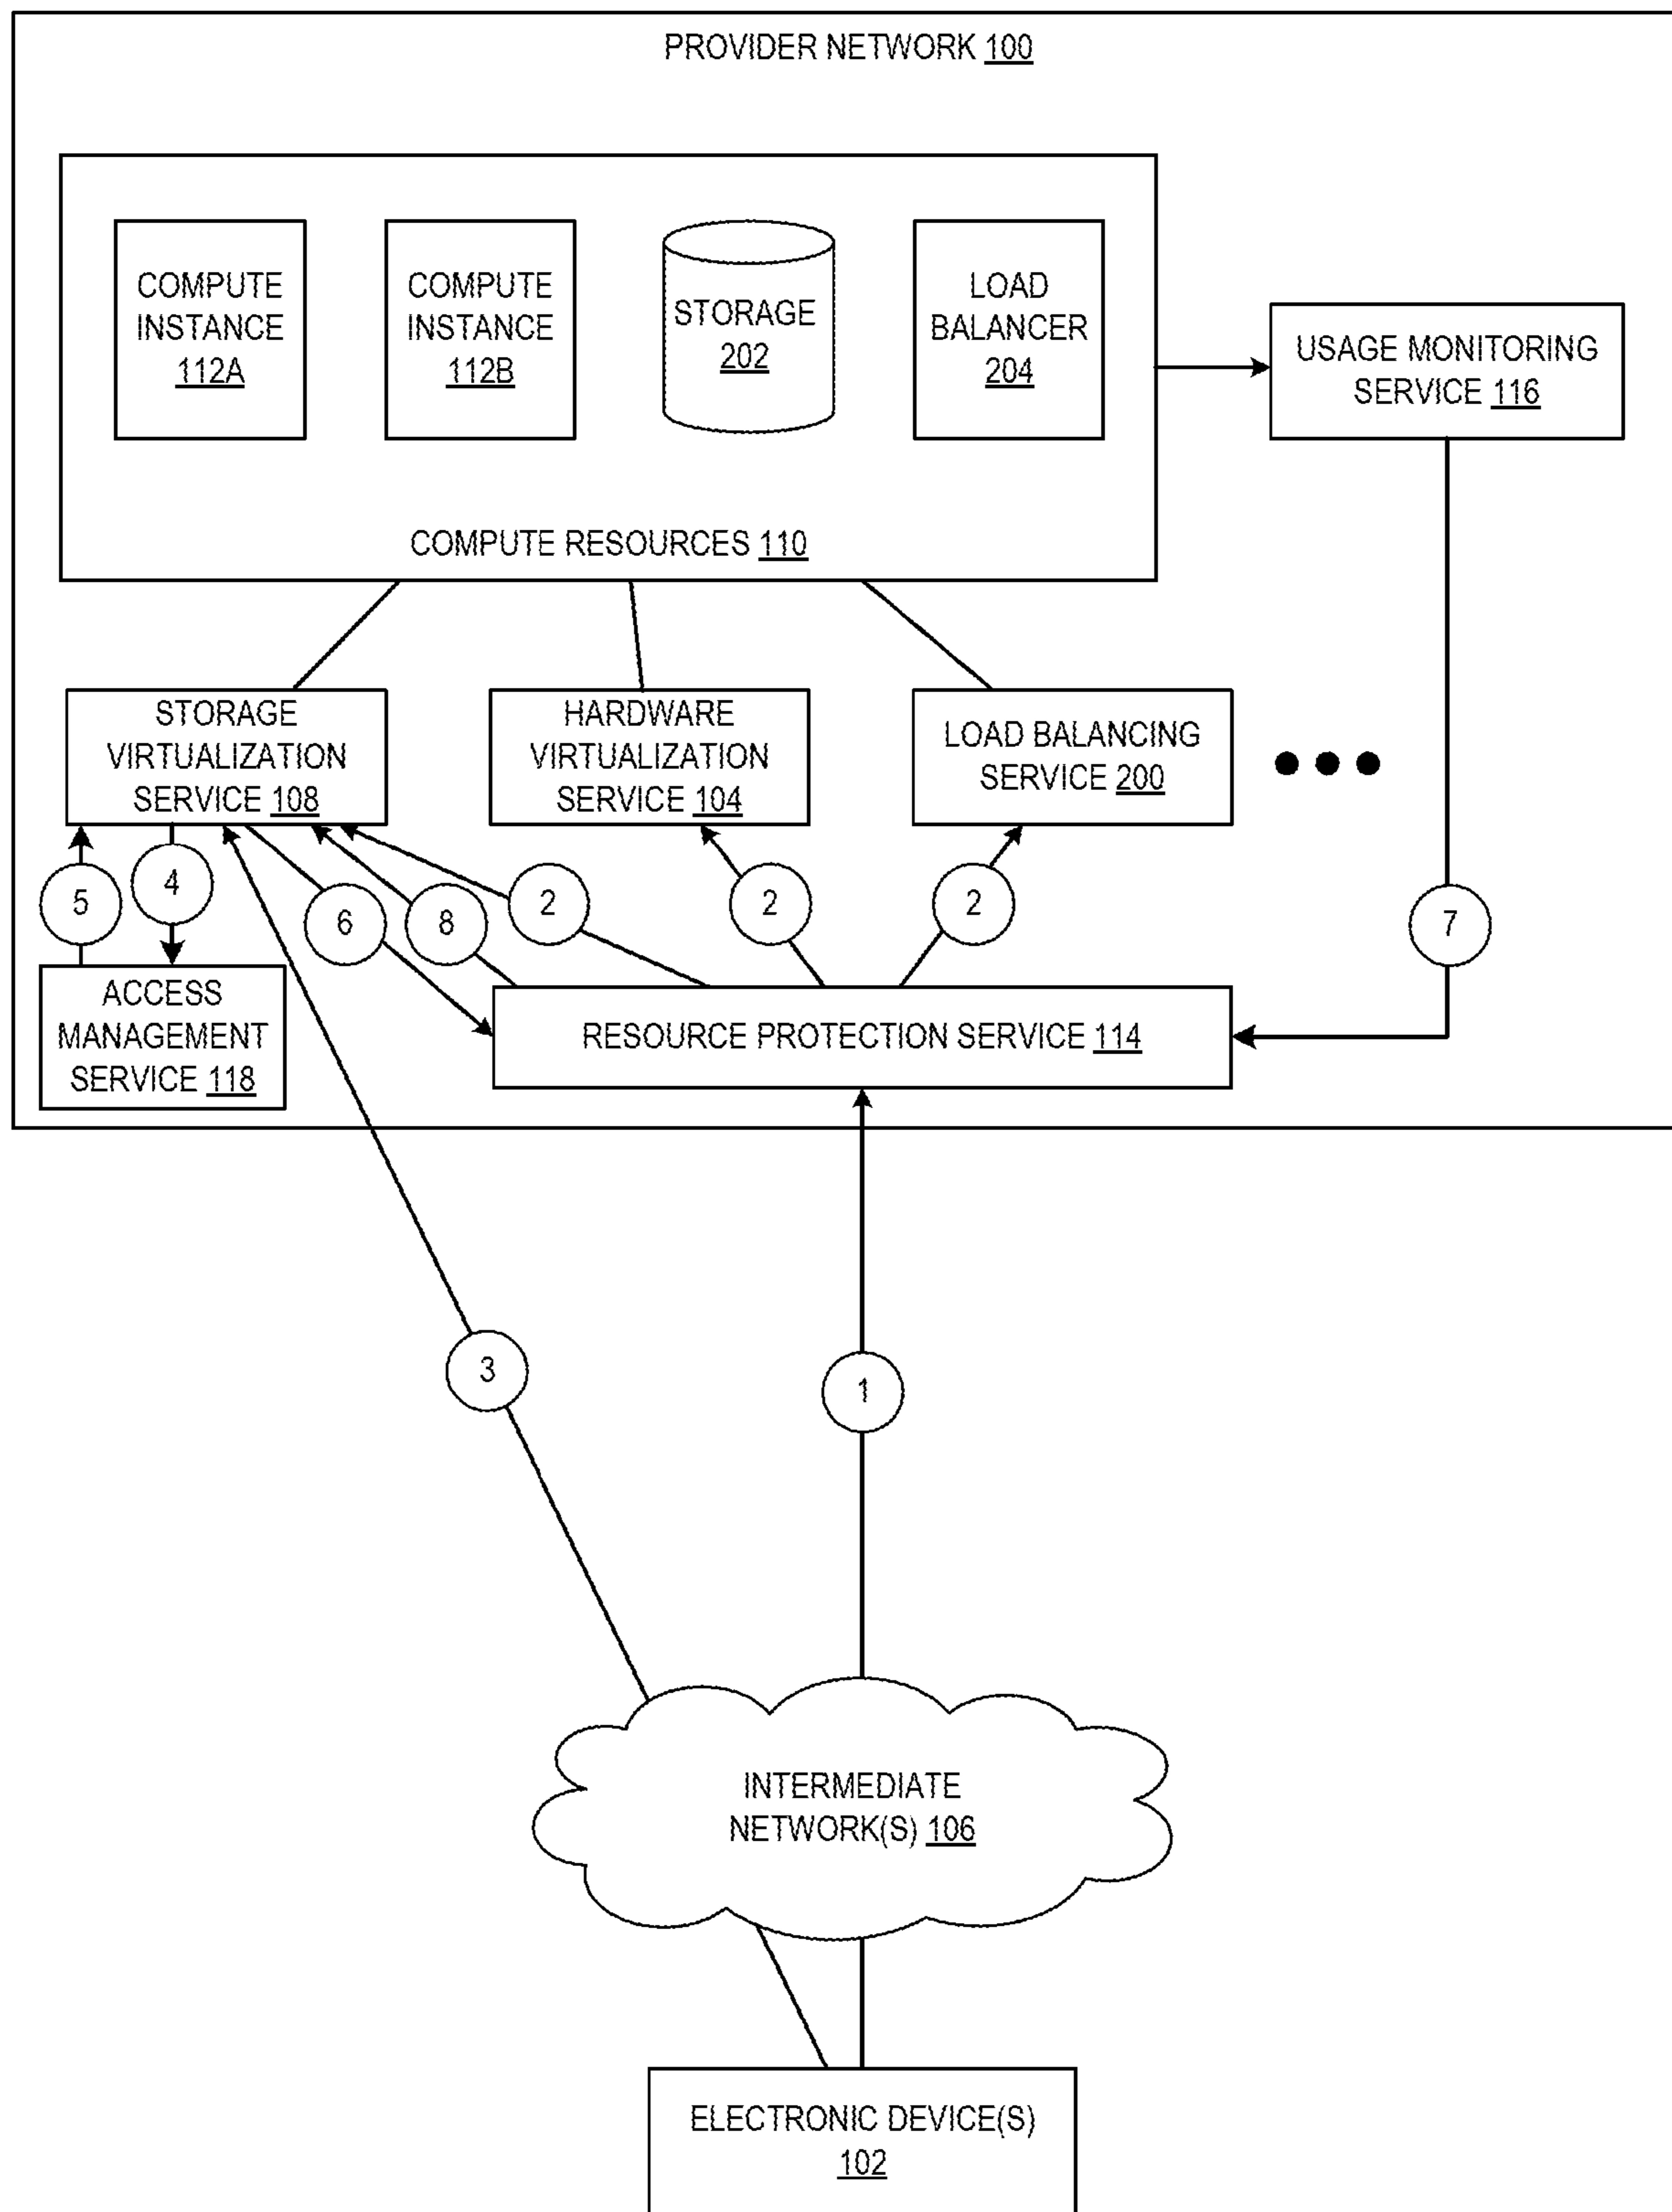 PROVIDER NETWORK 100
COMPUTE
INSTANCE
112A
COMPUTE
INSTANCE
112B
STORAGE
202
LOAD
BALANCER
204
USAGE MONITORING
SERVICE 116
COMPUTE RESOURCES 110
STORAGE
VIRTUALIZATION
SERVICE 108
HARDWARE
VIRTUALIZATION
SERVICE 104
LOAD BALANCING
SERVICE 200
5
4
6
8
2
2
2
7
ACCESS
MANAGEMENT
SERVICE 118
RESOURCE PROTECTION SERVICE 114
3
1
INTERMEDIATE
NETWORK(S) 106
ELECTRONIC DEVICE(S)
102